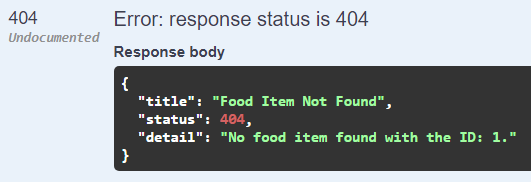 404
Undocumented
Error: response status is 404
Response body
{
  "title": "Food Item Not Found",
  "status": 404,
  "detail": "No food item found with the ID: 1."
}